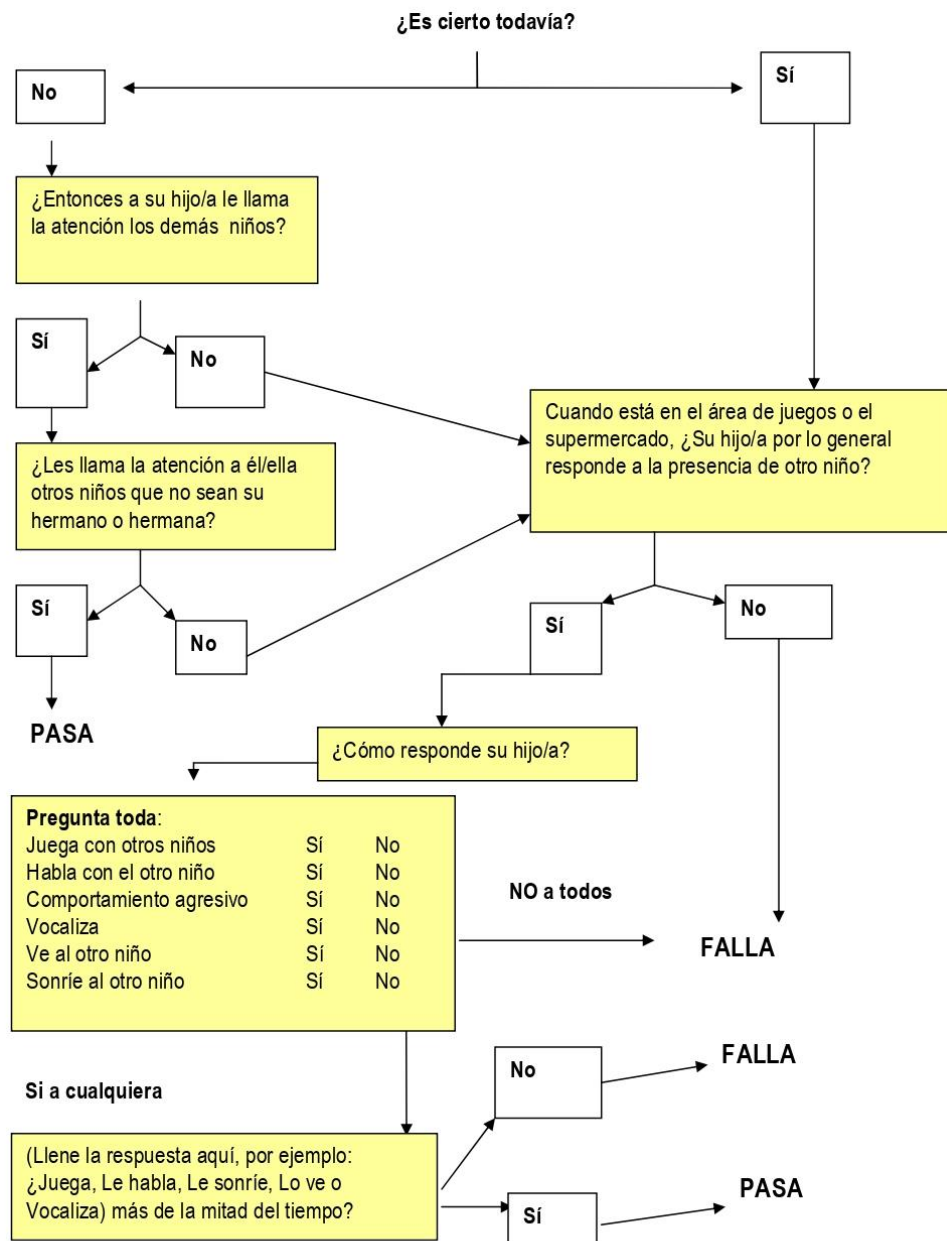 ¿Es cierto todavía?
No
Sí
¿Entonces a su hijo/a le llama
la atención los demás niños?
Sí
No
Cuando está en el área de juegos o el
supermercado, ¿Su hijo/a por lo general
responde a la presencia de otro niño?
¿Les llama la atención a él/ella
otros niños que no sean su
hermano o hermana?
Sí
No
Sí
No
PASA
¿Cómo responde su hijo/a?
Pregunta toda:
Juega con otros niños Sí No
Habla con el otro niño Sí No
Comportamiento agresivo Sí No
Vocaliza Sí No
Ve al otro niño Sí No
Sonríe al otro niño Sí No
NO a todos
FALLA
Si a cualquiera
No
FALLA
(Llene la respuesta aquí, por ejemplo:
¿Juega, Le habla, Le sonríe, Lo ve o
Vocaliza) más de la mitad del tiempo?
Sí
PASA